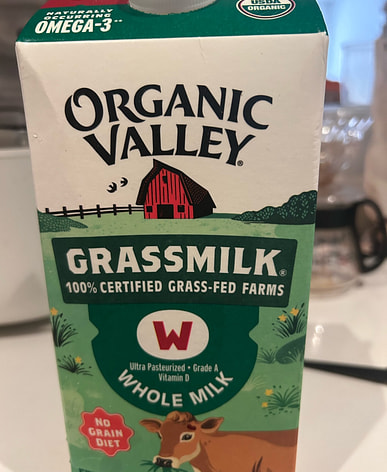 NATURALLY
OCCURRING
OMEGA-3**
USDA
ORGANIC
ORGANIC
VALLEY®
GRASSMILK®
100% CERTIFIED GRASS-FED FARMS
W
Ultra Pasteurized • Grade A
Vitamin D
WHOLE MILK
NO
GRAIN
DIET